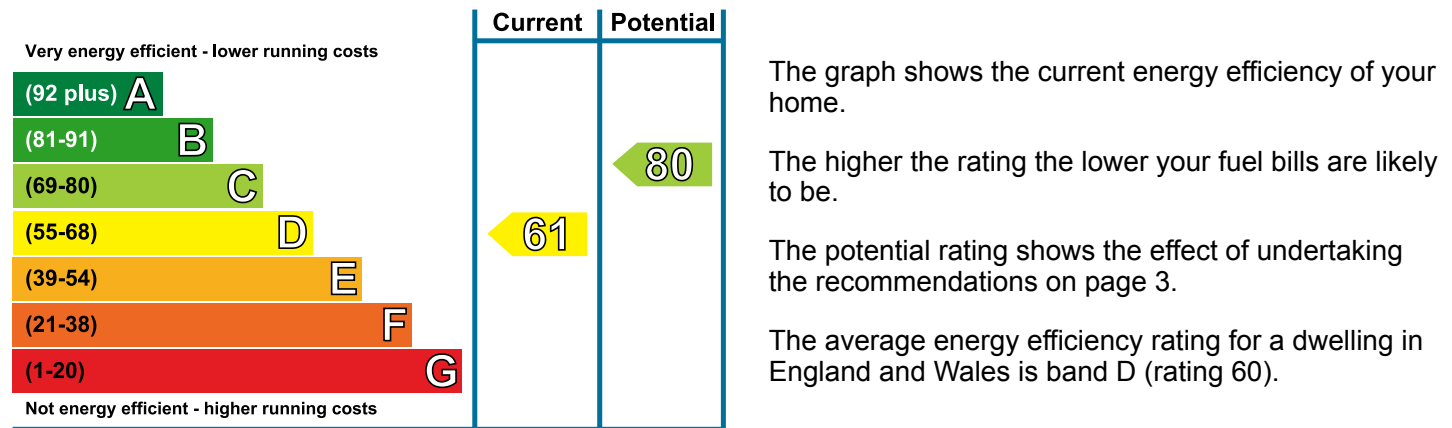 Current Potential
Very energy efficient - lower running costs
(92 plus) A
(81-91) B
(69-80) C
80
(55-68) D
61
(39-54) E
(21-38) F
(1-20) G
Not energy efficient - higher running costs
The graph shows the current energy efficiency of your
home.
The higher the rating the lower your fuel bills are likely
to be.
The potential rating shows the effect of undertaking
the recommendations on page 3.
The average energy efficiency rating for a dwelling in
England and Wales is band D (rating 60).